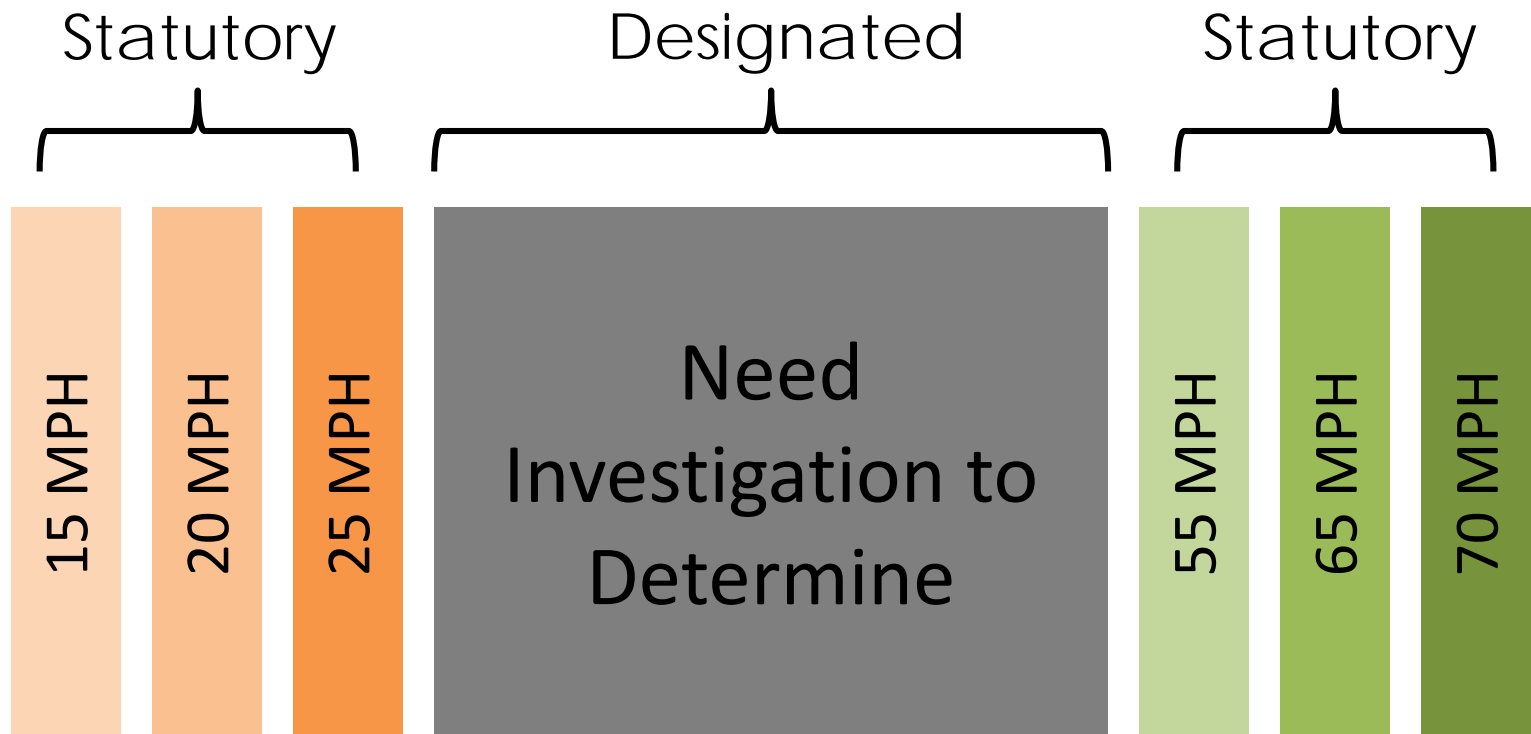 Statutory
Designated
Statutory
15 MPH
20 MPH
25 MPH
Need
Investigation to
Determine
55 MPH
65 MPH
70 MPH